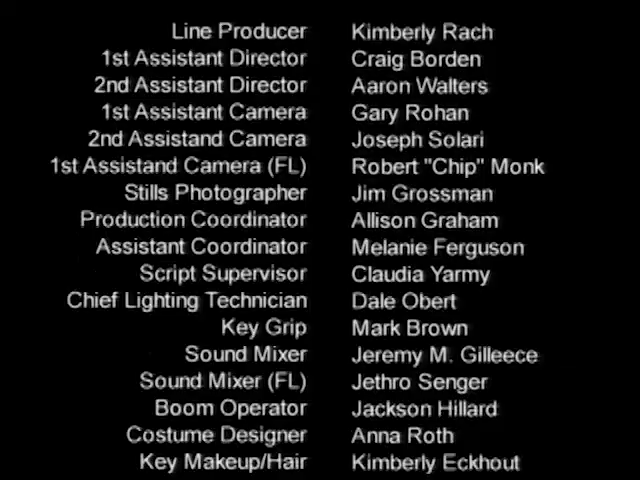 Line Producer Kimberly Rach
1st Assistant Director Craig Borden
2nd Assistant Director Aaron Walters
1st Assistant Camera Gary Rohan
2nd Assistand Camera Joseph Solari
1st Assistand Camera (FL) Robert "Chip" Monk
Stills Photographer Jim Grossman
Production Coordinator Allison Graham
Assistant Coordinator Melanie Ferguson
Script Supervisor Claudia Yarmy
Chief Lighting Technician Dale Obert
Key Grip Mark Brown
Sound Mixer Jeremy M. Gilleece
Sound Mixer (FL) Jethro Senger
Boom Operator Jackson Hillard
Costume Designer Anna Roth
Key Makeup/Hair Kimberly Eckhout